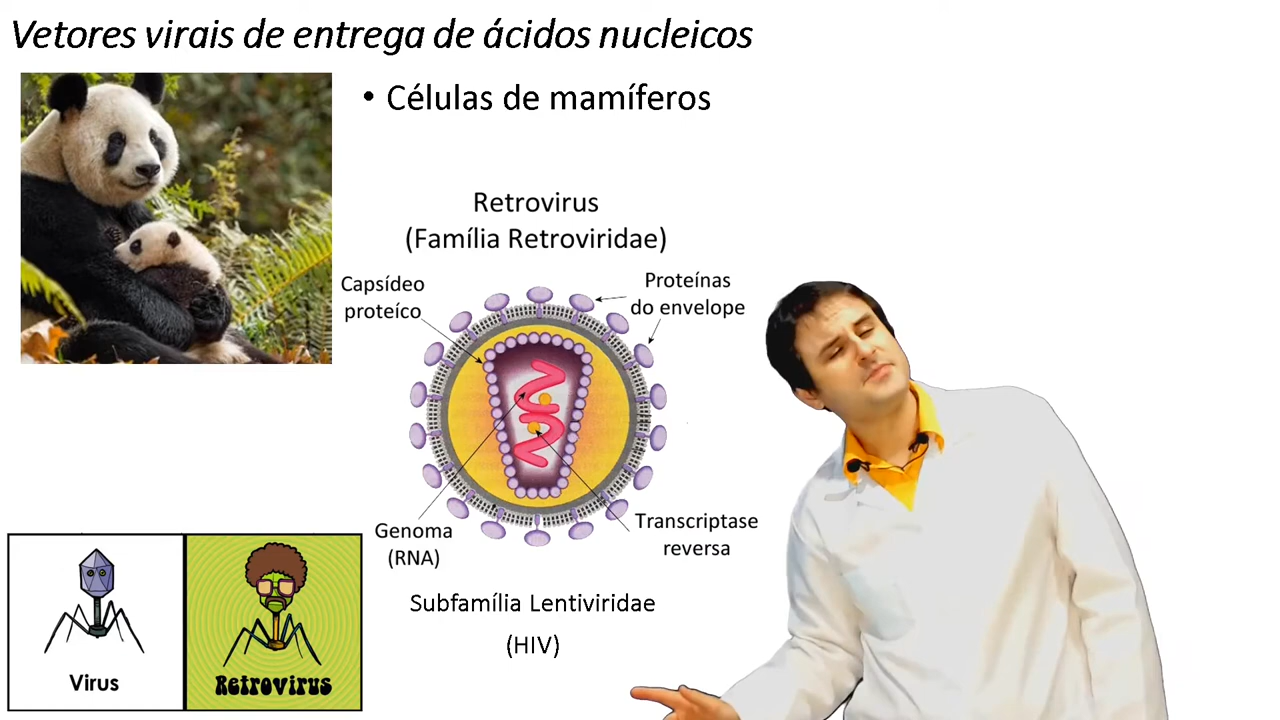 Vetores virais de entrega de ácidos nucleicos
• Células de mamíferos
Retrovirus
(Família Retroviridae)
Capsídeo
proteíco
Proteínas
do envelope
Genoma
(RNA)
Transcriptase
reversa
Subfamília Lentiviridae
(HIV)
Virus
Retrovirus